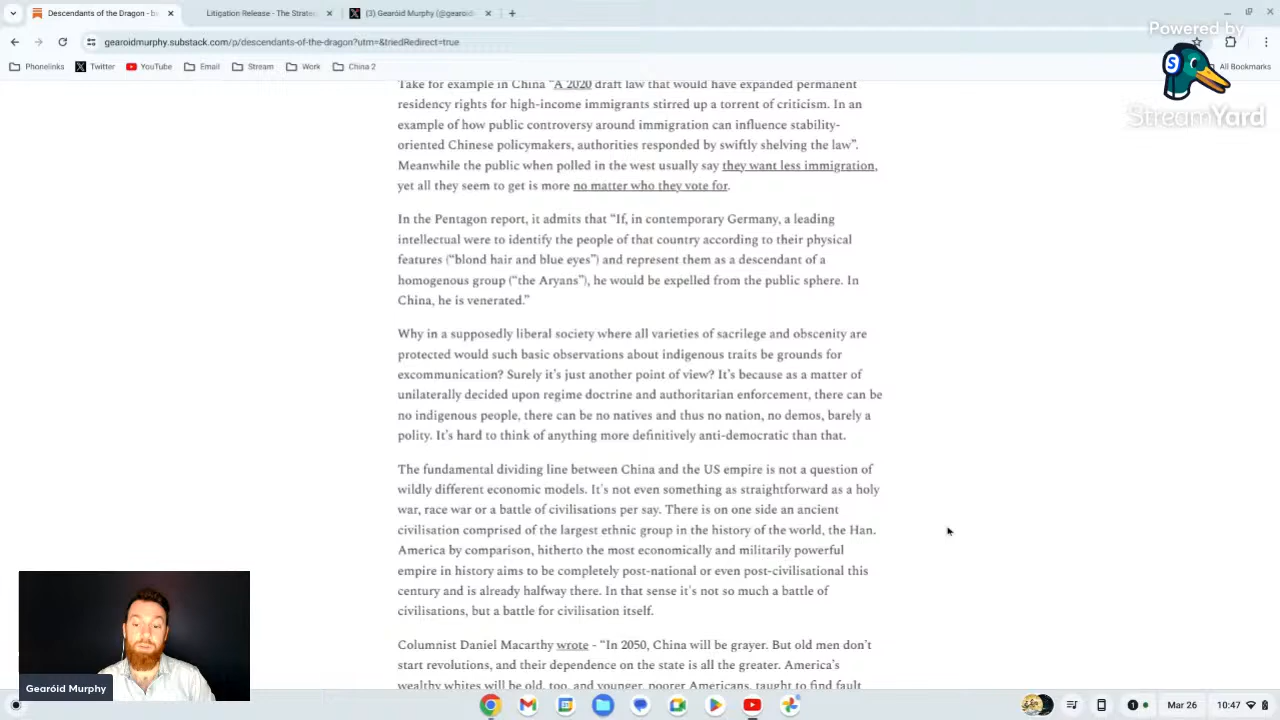 Descendants of the Dragon - b
Litigation Release - The Strate
(3) Gearóid Murphy (@gearoid
gearoidmurphy.substack.com/p/descendants-of-the-dragon?utm=&triedRedirect=true
Phonelinks
Twitter
YouTube
Email
Stream
Work
China 2
All Bookmarks
Powered by
S
StreamYard
Take for example in China “A 2020 draft law that would have expanded permanent
residency rights for high-income immigrants stirred up a torrent of criticism. In an
example of how public controversy around immigration can influence stability-
oriented Chinese policymakers, authorities responded by swiftly shelving the law”.
Meanwhile the public when polled in the west usually say they want less immigration,
yet all they seem to get is more no matter who they vote for.
In the Pentagon report, it admits that “If, in contemporary Germany, a leading
intellectual were to identify the people of that country according to their physical
features (“blond hair and blue eyes”) and represent them as a descendant of a
homogenous group (“the Aryans”), he would be expelled from the public sphere. In
China, he is venerated.”
Why in a supposedly liberal society where all varieties of sacrilege and obscenity are
protected would such basic observations about indigenous traits be grounds for
excommunication? Surely it’s just another point of view? It’s because as a matter of
unilaterally decided upon regime doctrine and authoritarian enforcement, there can be
no indigenous people, there can be no natives and thus no nation, no demos, barely a
polity. It’s hard to think of anything more definitively anti-democratic than that.
The fundamental dividing line between China and the US empire is not a question of
wildly different economic models. It’s not even something as straightforward as a holy
war, race war or a battle of civilisations per say. There is on one side an ancient
civilisation comprised of the largest ethnic group in the history of the world, the Han.
America by comparison, hitherto the most economically and militarily powerful
empire in history aims to be completely post-national or even post-civilisational this
century and is already halfway there. In that sense it’s not so much a battle of
civilisations, but a battle for civilisation itself.
Columnist Daniel Macarthy wrote - “In 2050, China will be grayer. But old men don’t
start revolutions, and their dependence on the state is all the greater. America’s
wealthy whites will be old, too, and younger, poorer Americans, taught to find fault
Gearóid Murphy
Mar 26
10:47